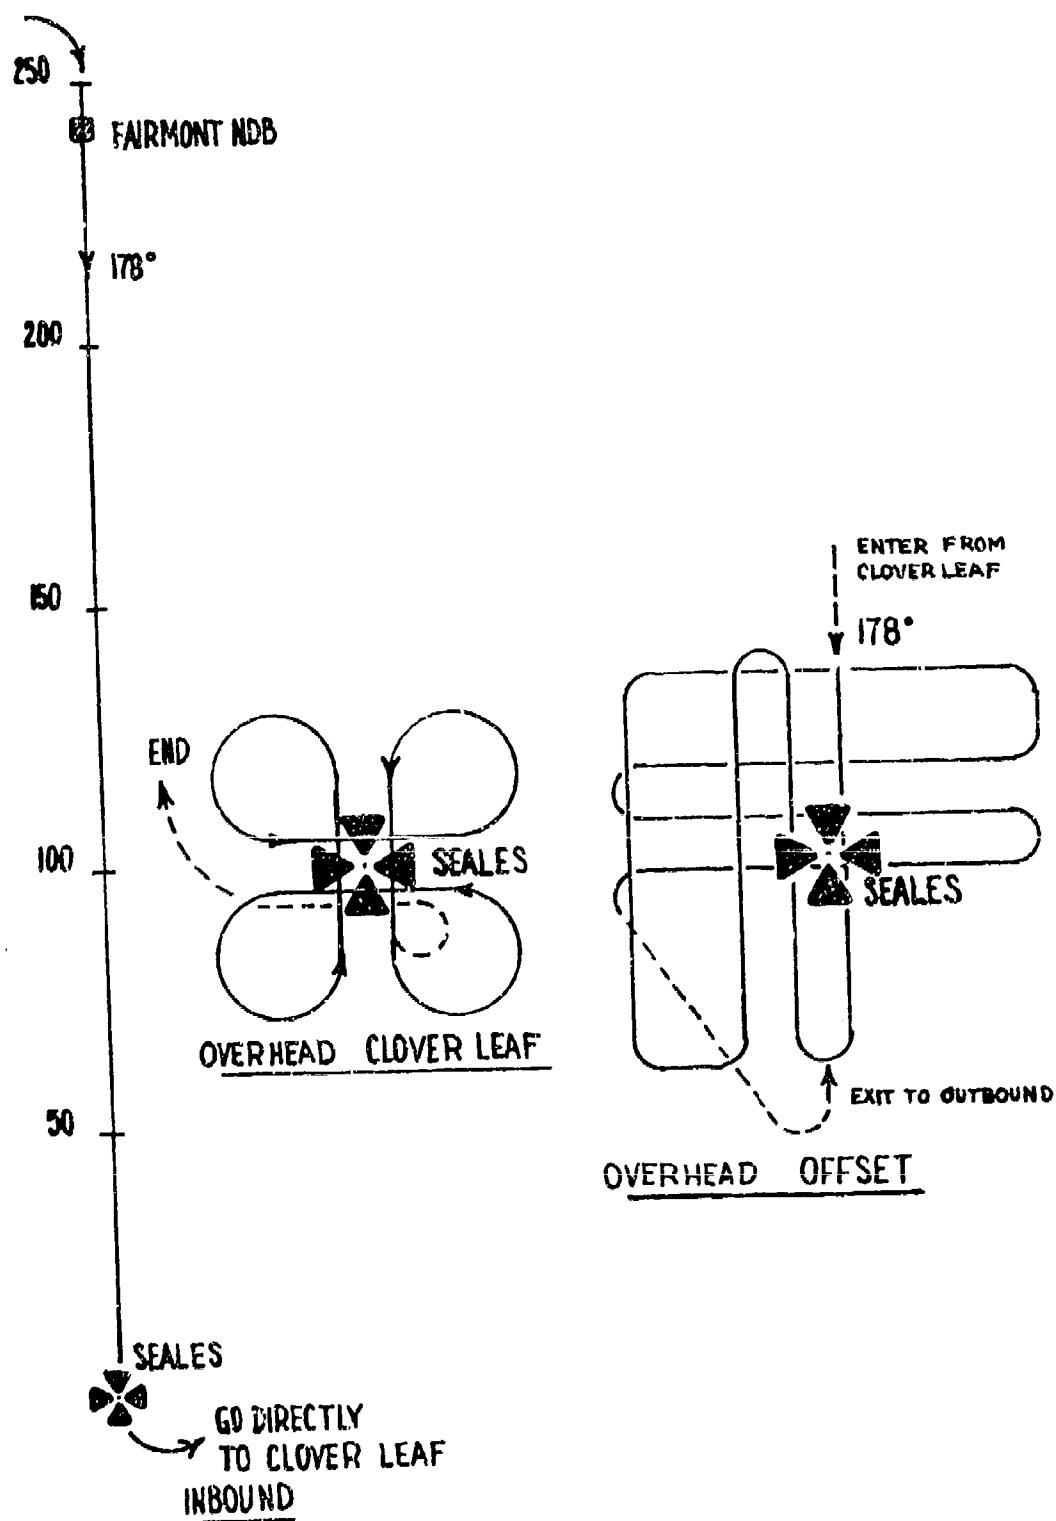 250
FAIRMONT NDB
178°
200
150
ENTER FROM
CLOVER LEAF
178°
END
100
SEALES
SEALES
OVERHEAD CLOVER LEAF
50
EXIT TO OUTBOUND
OVERHEAD OFFSET
SEALES
GO DIRECTLY
TO CLOVER LEAF
INBOUND